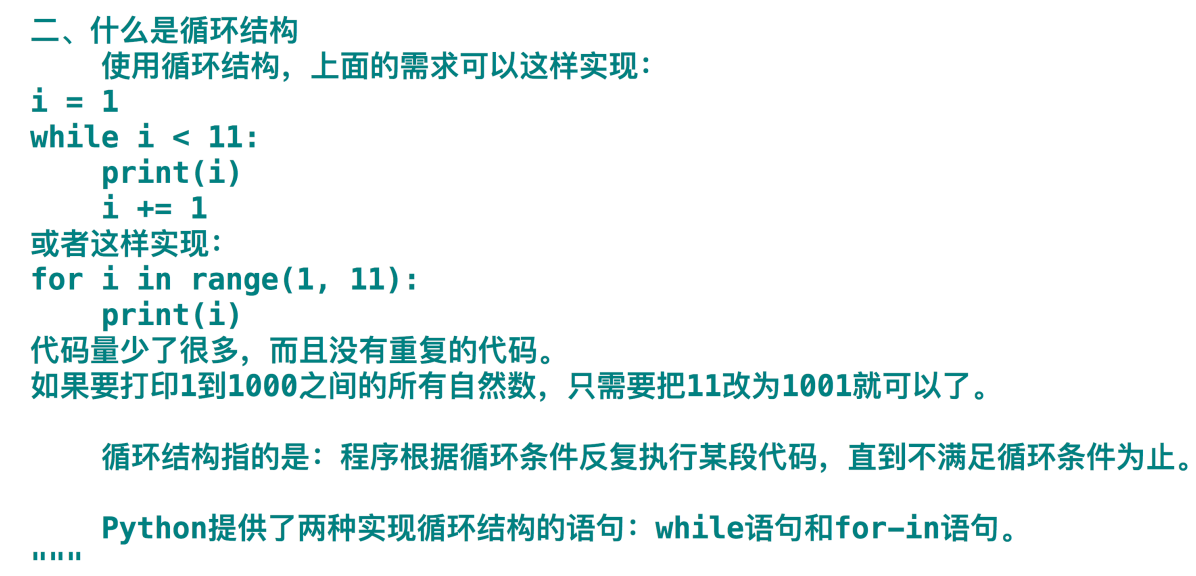 二、什么是循环结构
    使用循环结构，上面的需求可以这样实现：
i = 1
while i < 11:
    print(i)
    i += 1
或者这样实现：
for i in range(1, 11):
    print(i)
代码量少了很多，而且没有重复的代码。
如果要打印1到1000之间的所有自然数，只需要把11改为1001就可以了。
    循环结构指的是：程序根据循环条件反复执行某段代码，直到不满足循环条件为止。
    Python提供了两种实现循环结构的语句：while语句和for-in语句。
"""